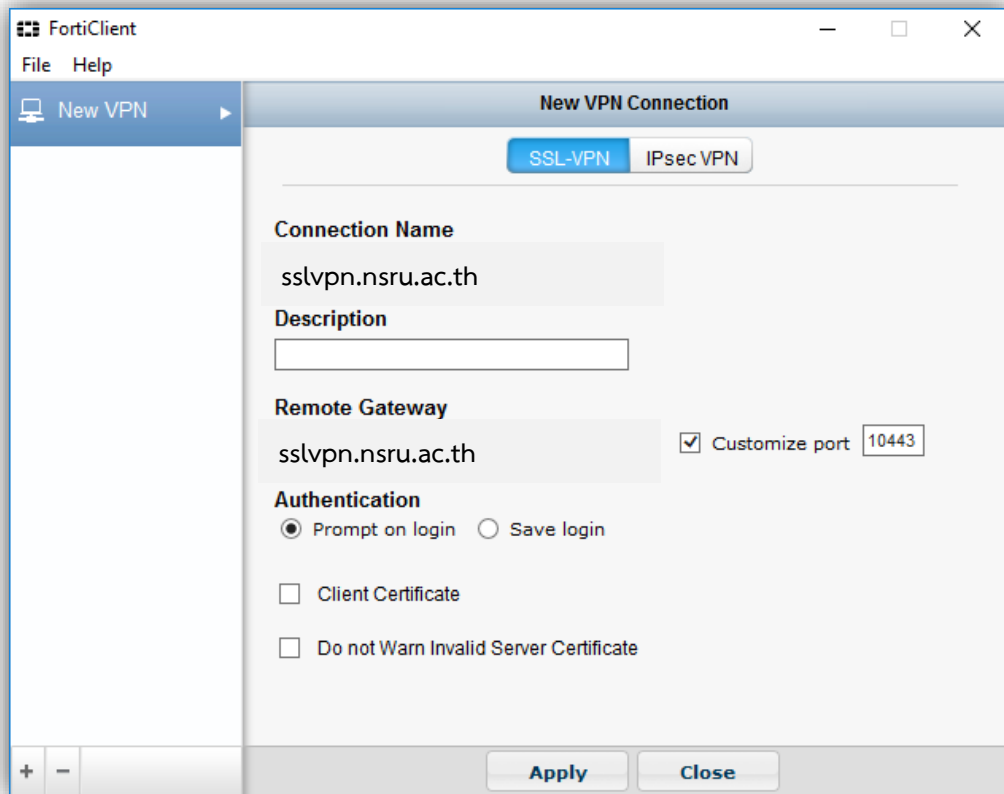 FortiClient
File Help
New VPN
New VPN Connection
SSL-VPN IPsec VPN
Connection Name
sslvpn.nsru.ac.th
Description
Remote Gateway
sslvpn.nsru.ac.th
Customize port 10443
Authentication
Prompt on login Save login
Client Certificate
Do not Warn Invalid Server Certificate
+ −
Apply Close